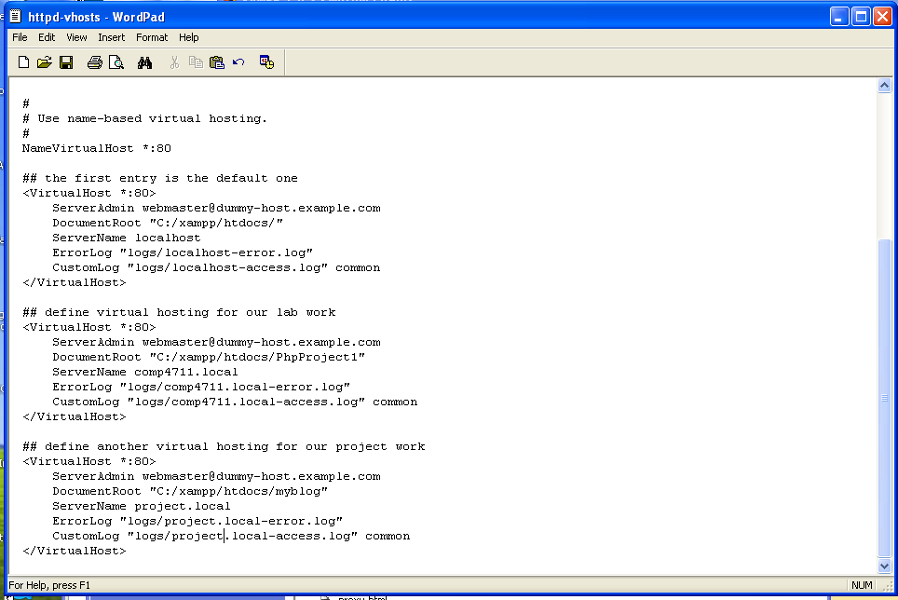 httpd-vhosts - WordPad
File Edit View Insert Format Help
#
# Use name-based virtual hosting.
#
NameVirtualHost *:80
## the first entry is the default one
<VirtualHost *:80>
ServerAdmin webmaster@dummy-host.example.com
DocumentRoot "C:/xampp/htdocs/"
ServerName localhost
ErrorLog "logs/localhost-error.log"
CustomLog "logs/localhost-access.log" common
</VirtualHost>
## define virtual hosting for our lab work
<VirtualHost *:80>
ServerAdmin webmaster@dummy-host.example.com
DocumentRoot "C:/xampp/htdocs/PhpProject1"
ServerName comp4711.local
ErrorLog "logs/comp4711.local-error.log"
CustomLog "logs/comp4711.local-access.log" common
</VirtualHost>
## define another virtual hosting for our project work
<VirtualHost *:80>
ServerAdmin webmaster@dummy-host.example.com
DocumentRoot "C:/xampp/htdocs/myblog"
ServerName project.local
ErrorLog "logs/project.local-error.log"
CustomLog "logs/project.local-access.log" common
</VirtualHost>
For Help, press F1
NUM